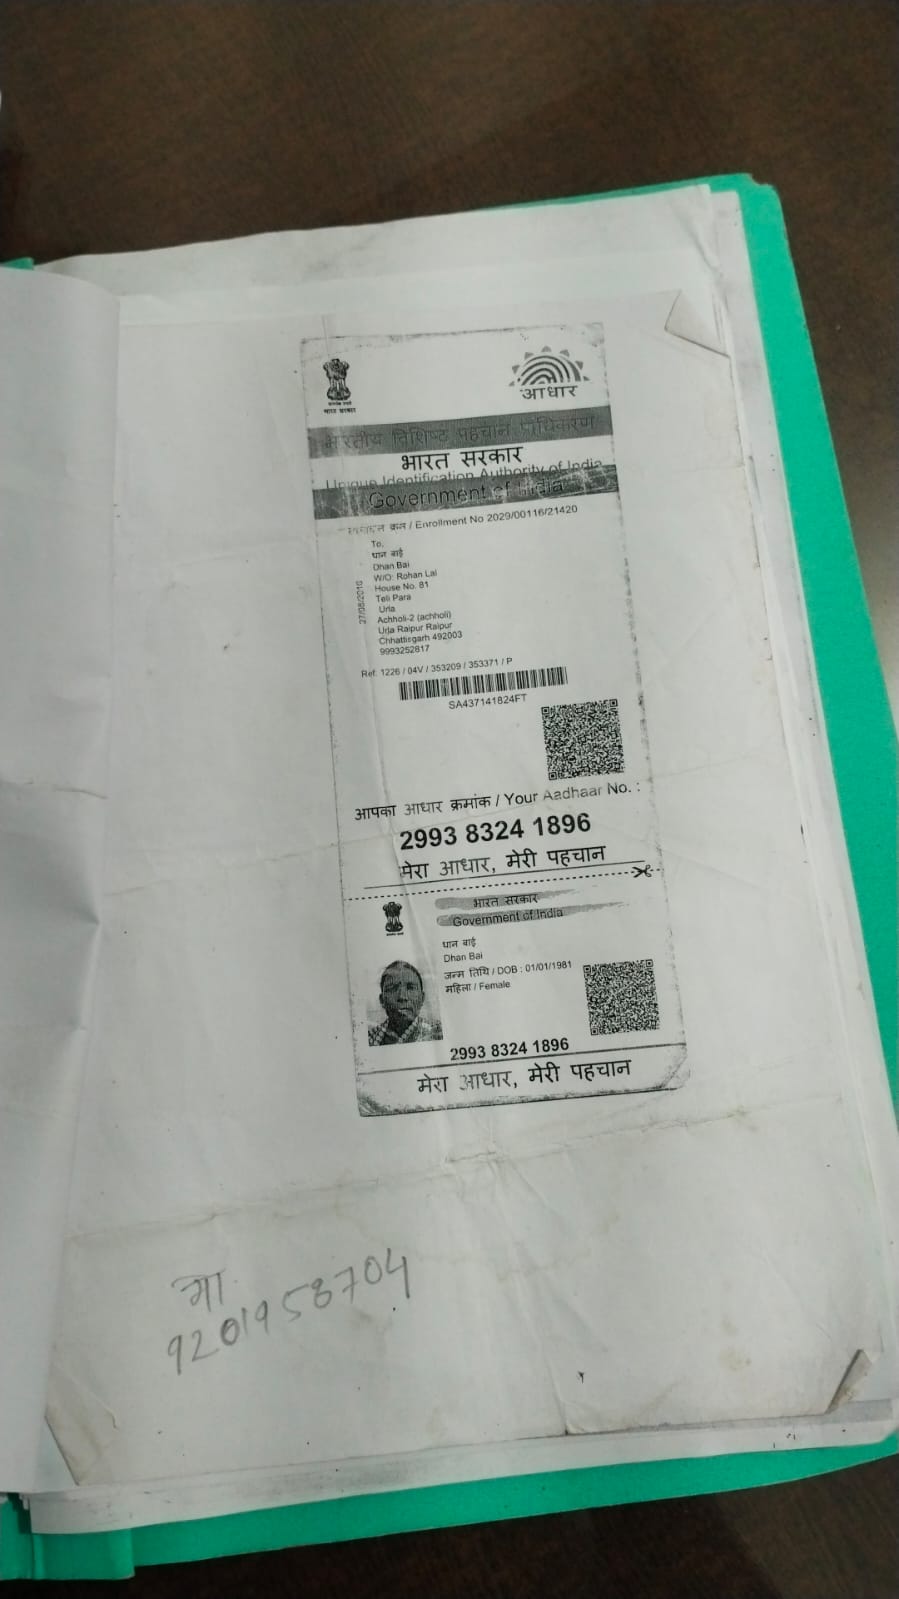 भारत सरकार
आधार
भारतीय विशिष्ट पहचान प्राधिकरण
भारत सरकार
Unique Identification Authority of India
Government of India
क्रम / Enrollment No 2029/00116/21420
To,
धान बाई
Dhan Bai
W/O: Rohan Lal
House No. 81
Teli Para
Urla
Achholi-2 (achholi)
Urla Raipur Raipur
Chhattisgarh 492003
9993252817
Ref: 1226 / 04V / 353209 / 353371 / P
SA437141824FT
आपका आधार क्रमांक / Your Aadhaar No. :
2993 8324 1896
मेरा आधार, मेरी पहचान
भारत सरकार
Government of India
धान बाई
Dhan Bai
जन्म तिथि / DOB : 01/01/1981
महिला / Female
2993 8324 1896
मेरा आधार, मेरी पहचान
मो.
9201958704